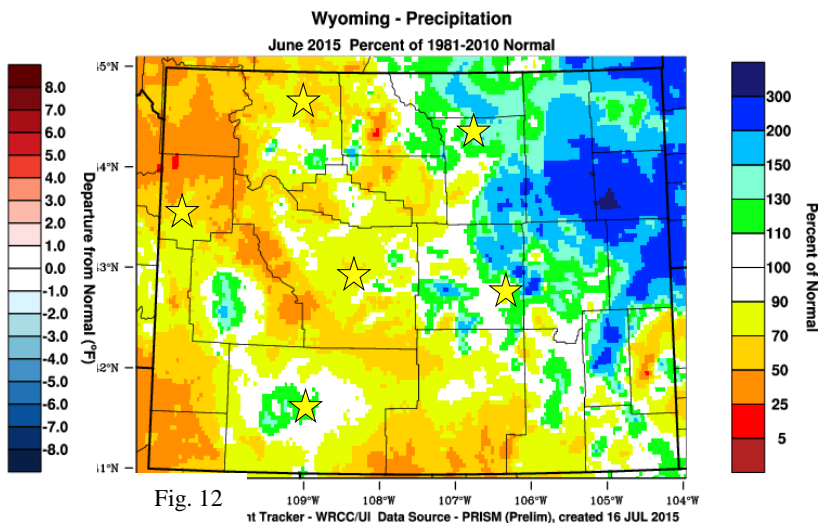 Wyoming - Precipitation
June 2015 Percent of 1981-2010 Normal
8.0
7.0
6.0
5.0
4.0
3.0
2.0
1.0
0.0
-1.0
-2.0
-3.0
-4.0
-5.0
-6.0
-7.0
-8.0
Departure from Normal (°F)
45°N
44°N
43°N
42°N
41°N
109°W
108°W
107°W
106°W
105°W
104°W
300
200
150
130
110
100
90
70
50
25
5
Percent of Normal
Fig. 12
nt Tracker - WRCC/UI Data Source - PRISM (Prelim), created 16 JUL 2015